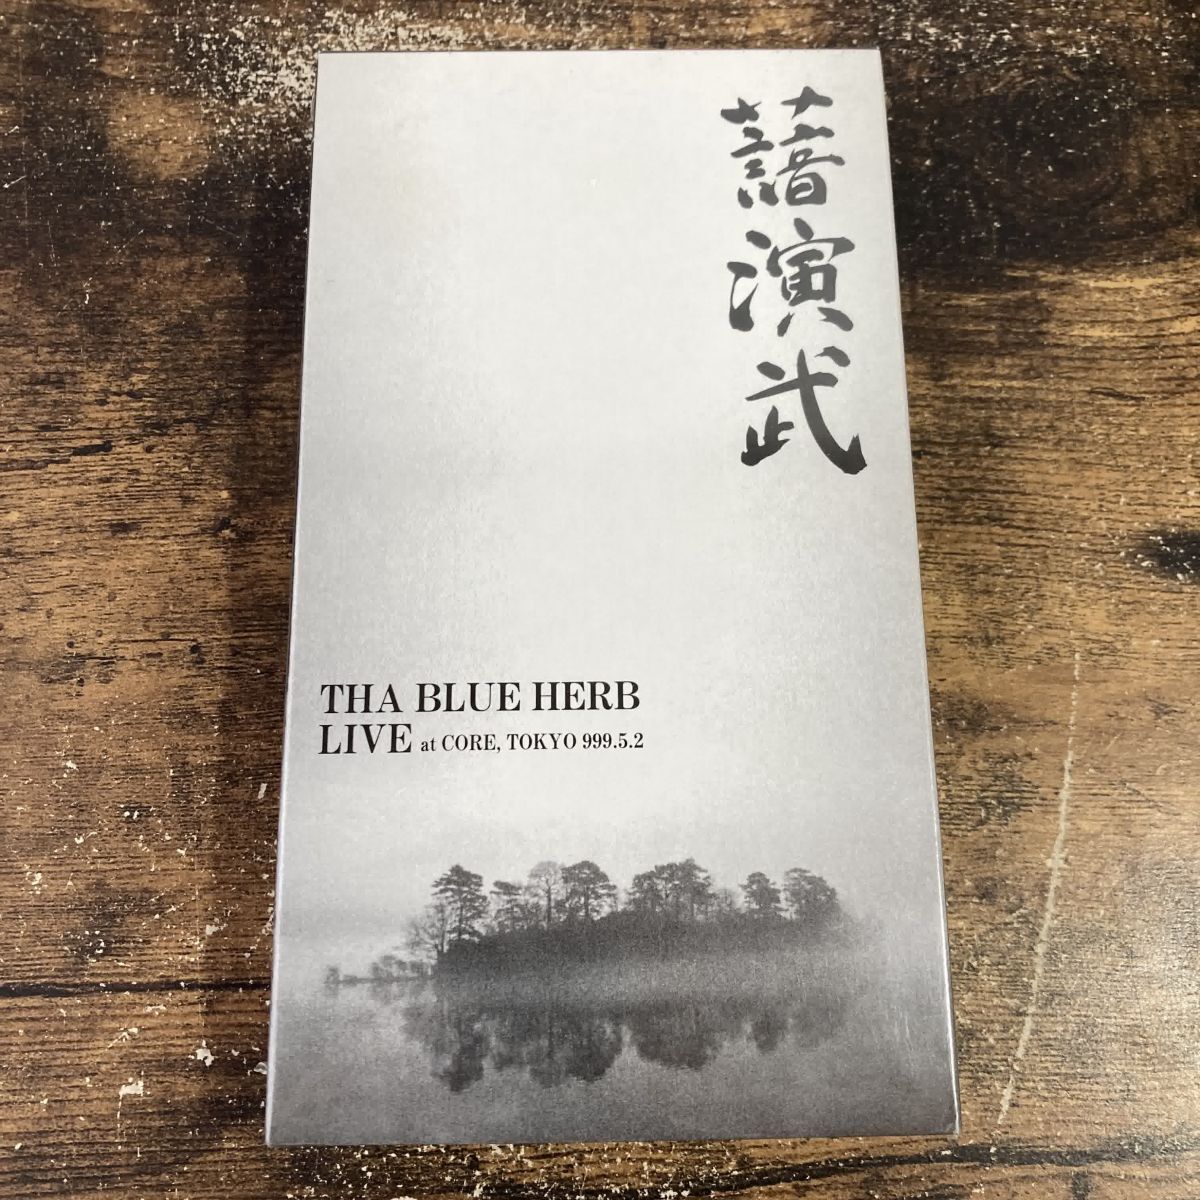 演武
THA BLUE HERB
LIVE at CORE, TOKYO 999.5.2